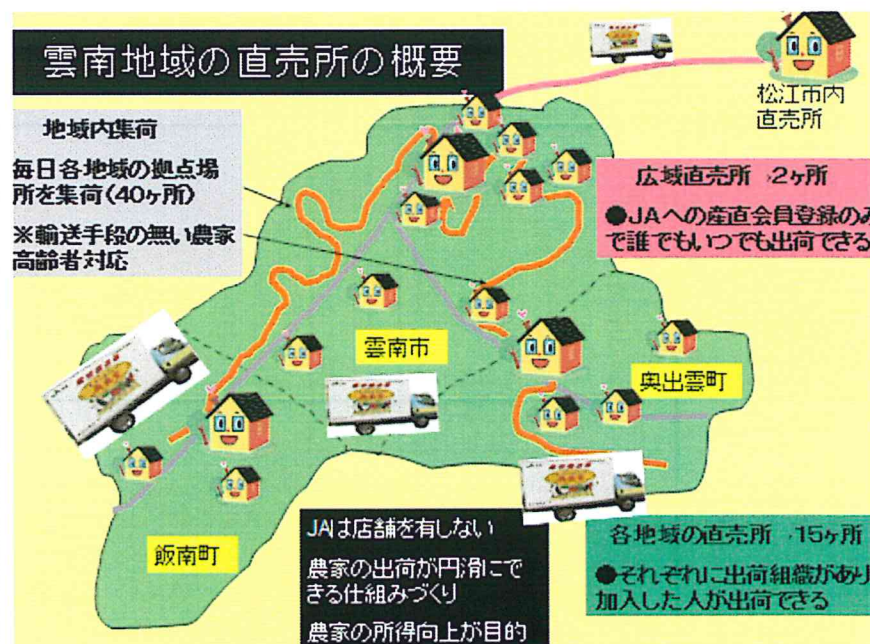 雲南地域の直売所の概要
松江市内
直売所
地域内集荷
毎日各地域の拠点場
所を集荷(40ヶ所)
※輸送手段の無い農家
高齢者対応
広域直売所 2ヶ所
●JAへの産直会員登録のみ
で誰でもいつでも出荷できる
雲南市
奥出雲町
飯南町
JAは店舗を有しない
農家の出荷が円滑にで
きる仕組みづくり
農家の所得向上が目的
各地域の直売所 15ヶ所
●それぞれに出荷組織があり
加入した人が出荷できる